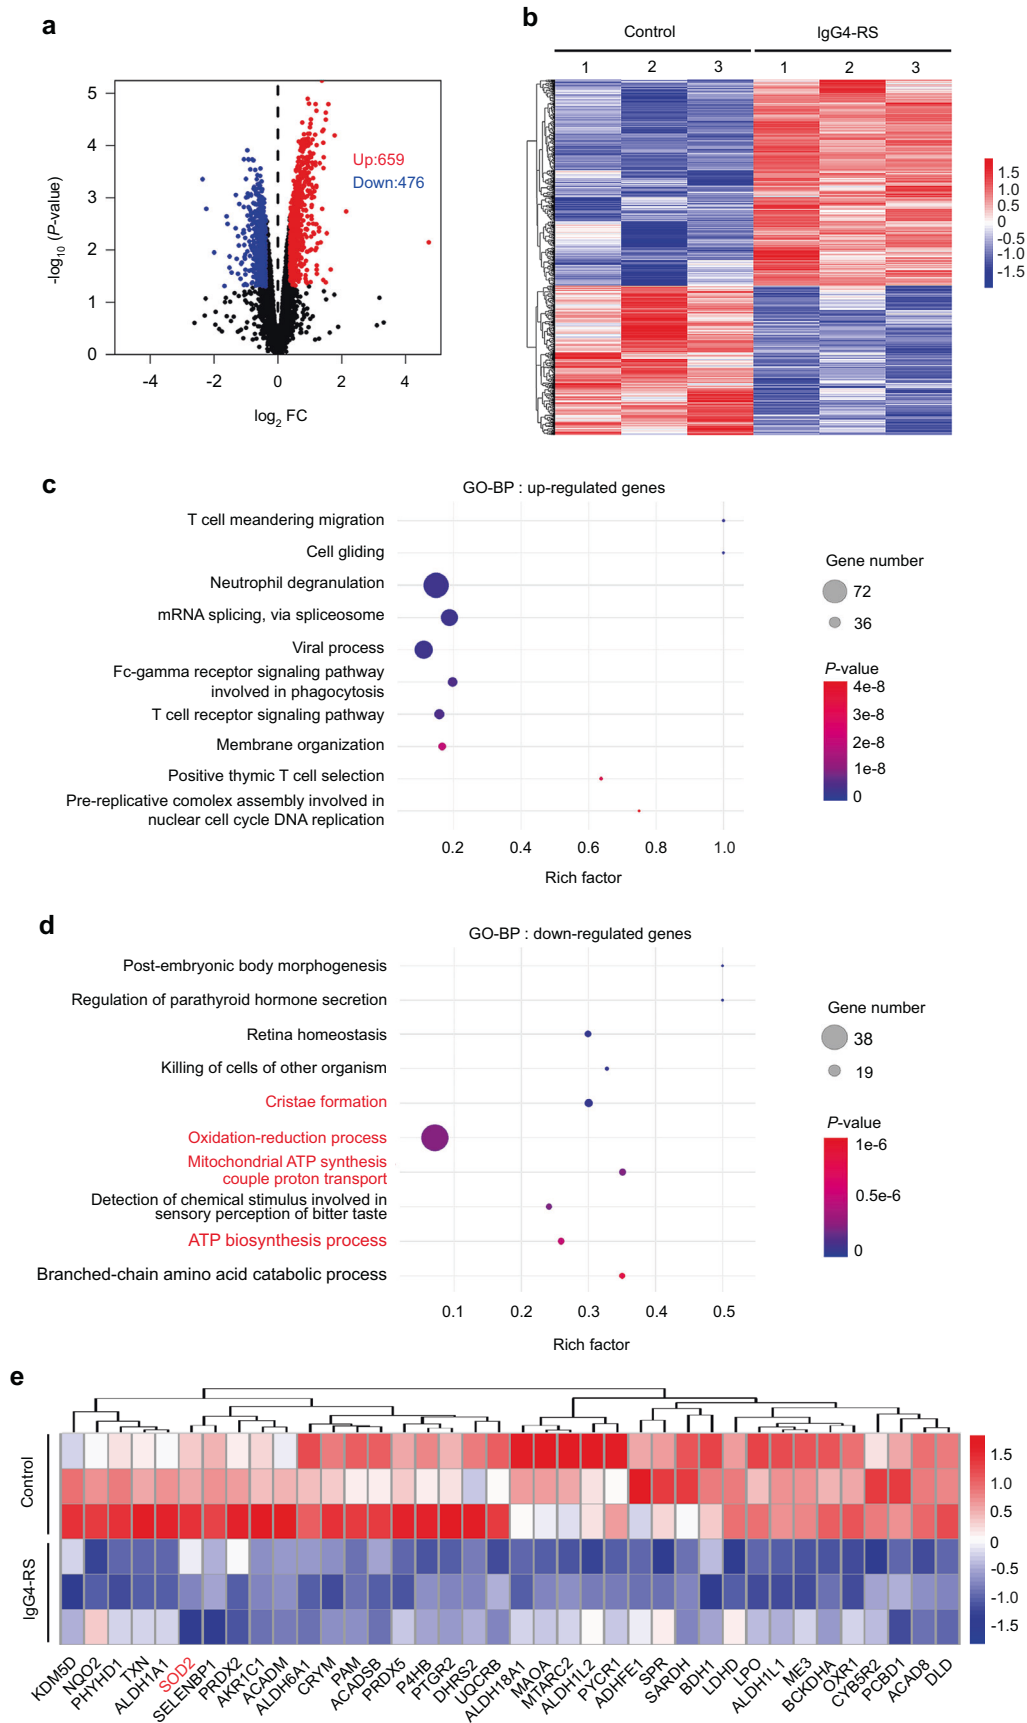 a
5
4
3
2
1
0
-log10 (P-value)
Up:659
Down:476
-4
-2
0
2
4
log2 FC
b
Control
IgG4-RS
1
2
3
1
2
3
1.5
1.0
0.5
0
-0.5
-1.0
-1.5
c
GO-BP : up-regulated genes
T cell meandering migration
Cell gliding
Neutrophil degranulation
mRNA splicing, via spliceosome
Viral process
Fc-gamma receptor signaling pathway
involved in phagocytosis
T cell receptor signaling pathway
Membrane organization
Positive thymic T cell selection
Pre-replicative comolex assembly involved in
nuclear cell cycle DNA replication
0.2
0.4
0.6
0.8
1.0
Rich factor
Gene number
72
36
P-value
4e-8
3e-8
2e-8
1e-8
0
d
GO-BP : down-regulated genes
Post-embryonic body morphogenesis
Regulation of parathyroid hormone secretion
Retina homeostasis
Killing of cells of other organism
Cristae formation
Oxidation-reduction process
Mitochondrial ATP synthesis
couple proton transport
Detection of chemical stimulus involved in
sensory perception of bitter taste
ATP biosynthesis process
Branched-chain amino acid catabolic process
0.1
0.2
0.3
0.4
0.5
Rich factor
Gene number
38
19
P-value
1e-6
0.5e-6
0
e
Control
IgG4-RS
1.5
1.0
0.5
0
-0.5
-1.0
-1.5
KDM5D
NQO2
PHYHD1
TXN
ALDH1A1
SOD2
SELENBP1
PRDX2
AKR1C1
ACADM
ALDH6A1
CRYM
PAM
ACADSB
PRDX5
P4HB
PTGR2
DHRS2
UQCRB
ALDH18A1
MAOA
MTARC2
ALDH1L2
PYCR1
ADHFE1
SPR
SARDH
BDH1
LDHD
LPO
ALDH1L1
ME3
BCKDHA
OXR1
CYB5R2
PCBD1
ACAD8
DLD